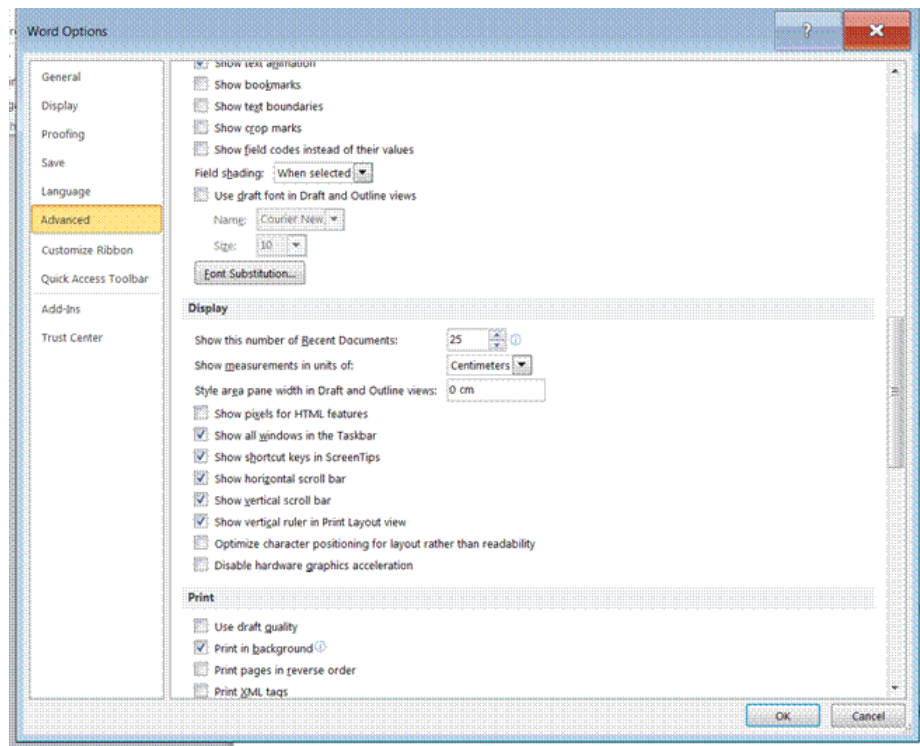 Word Options
General
Display
Proofing
Save
Language
Advanced
Customize Ribbon
Quick Access Toolbar
Add-Ins
Trust Center
Show text animation
Show bookmarks
Show text boundaries
Show crop marks
Show field codes instead of their values
Field shading: When selected
Use draft font in Draft and Outline views
Name: Courier New
Size: 10
Font Substitution...
Display
Show this number of Recent Documents: 25
Show measurements in units of: Centimeters
Style area pane width in Draft and Outline views: 0 cm
Show pixels for HTML features
Show all windows in the Taskbar
Show shortcut keys in ScreenTips
Show horizontal scroll bar
Show vertical scroll bar
Show vertical ruler in Print Layout view
Optimize character positioning for layout rather than readability
Disable hardware graphics acceleration
Print
Use draft quality
Print in background
Print pages in reverse order
Print XML tags
OK Cancel